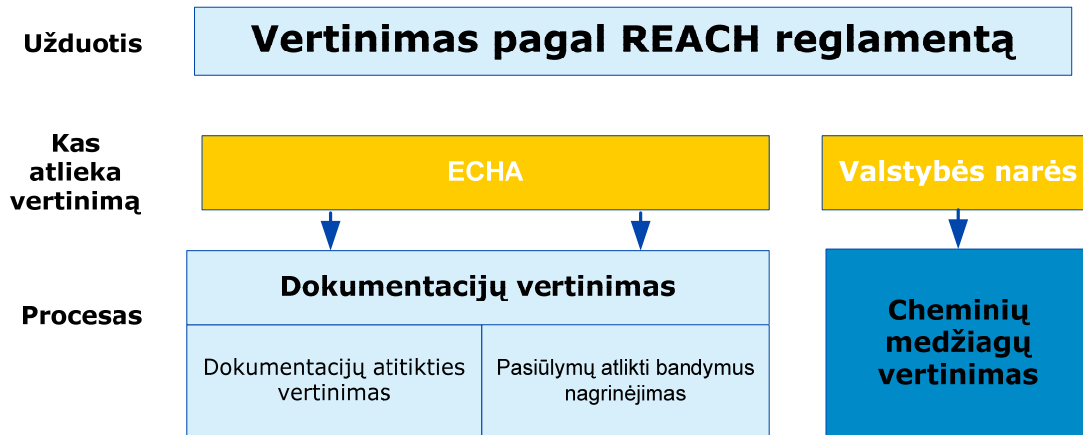 Užduotis
Vertinimas pagal REACH reglamentą
Kas
atlieka
vertinimą
ECHA
Valstybės narės
Procesas
Dokumentacijų vertinimas
Dokumentacijų atitikties
vertinimas
Pasiūlymų atlikti bandymus
nagrinėjimas
Cheminių
medžiagų
vertinimas